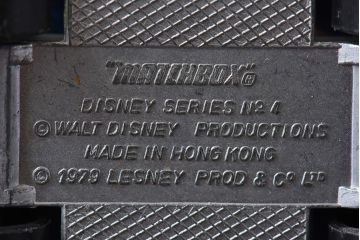 "MATCHBOX"®
DISNEY SERIES Nº 4
© WALT DISNEY PRODUCTIONS
MADE IN HONG KONG
© 1979 LESNEY PROD & Cº Lᵀᴰ